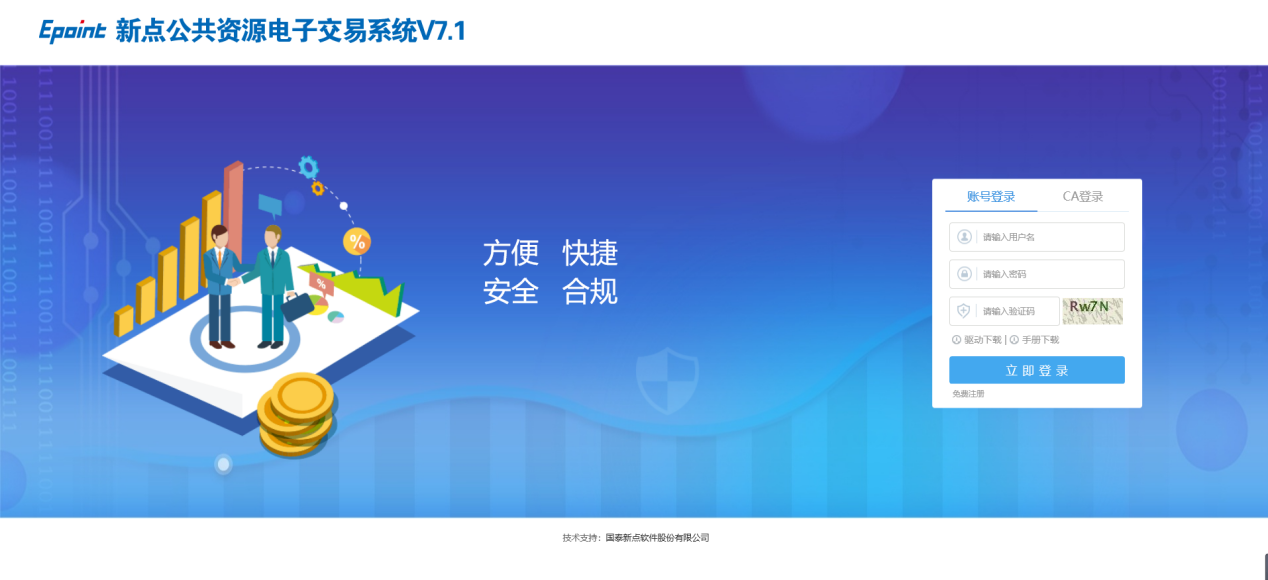 Epoint 新点公共资源电子交易系统V7.1
方便 快捷
安全 合规
账号登录 CA登录
请输入用户名
请输入密码
请输入验证码 Rw7N
驱动下载 | 手册下载
立即登录
免费注册
%
%
技术支持：国泰新点软件股份有限公司